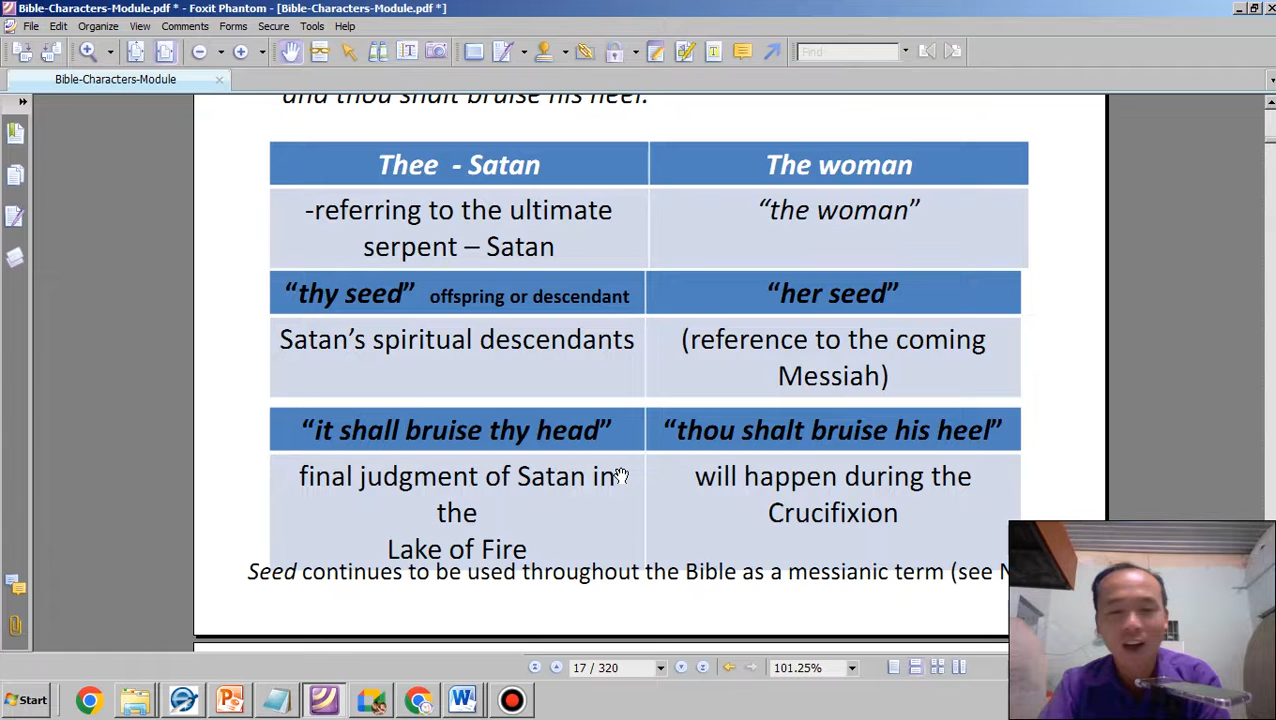 Bible-Characters-Module.pdf * - Foxit Phantom - [Bible-Characters-Module.pdf *]
File Edit Organize View Comments Forms Secure Tools Help
Find
Bible-Characters-Module
and thou shalt bruise his heel.
Thee - Satan
The woman
-referring to the ultimate
serpent – Satan
“the woman”
“thy seed” offspring or descendant
“her seed”
Satan’s spiritual descendants
(reference to the coming
Messiah)
“it shall bruise thy head”
“thou shalt bruise his heel”
final judgment of Satan in
the
Lake of Fire
will happen during the
Crucifixion
Seed continues to be used throughout the Bible as a messianic term (see N
17 / 320
101.25%
Start